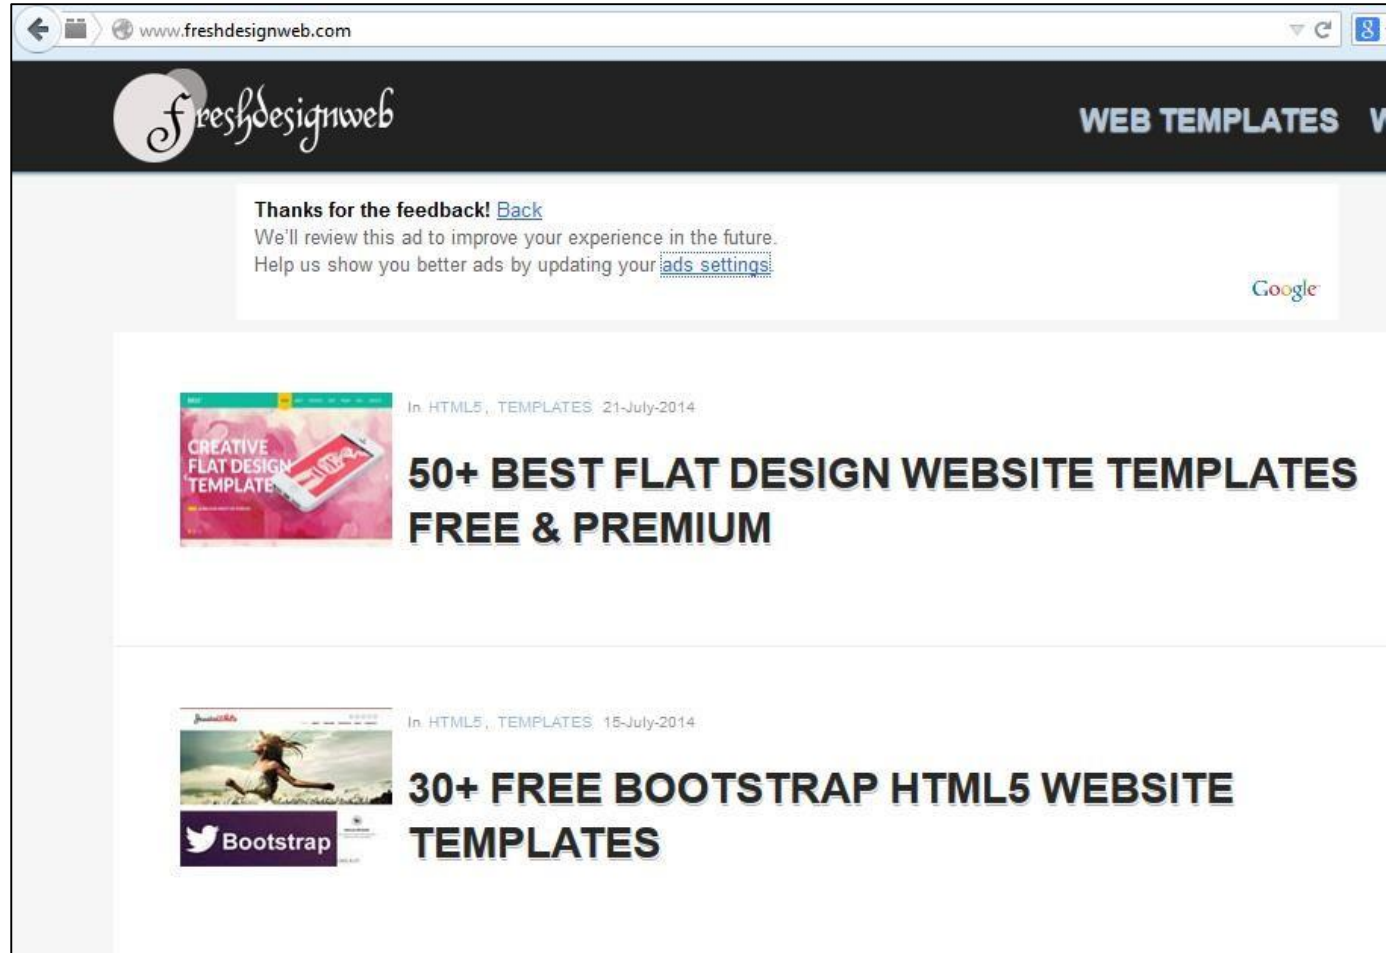 www.freshdesignweb.com
8
freshdesignweb
WEB TEMPLATES W
Thanks for the feedback! Back
We'll review this ad to improve your experience in the future.
Help us show you better ads by updating your ads settings.
Google
In HTML5, TEMPLATES 21-July-2014
CREATIVE
FLAT DESIGN
TEMPLATE
50+ BEST FLAT DESIGN WEBSITE TEMPLATES
FREE & PREMIUM
In HTML5, TEMPLATES 15-July-2014
30+ FREE BOOTSTRAP HTML5 WEBSITE
TEMPLATES
Bootstrap